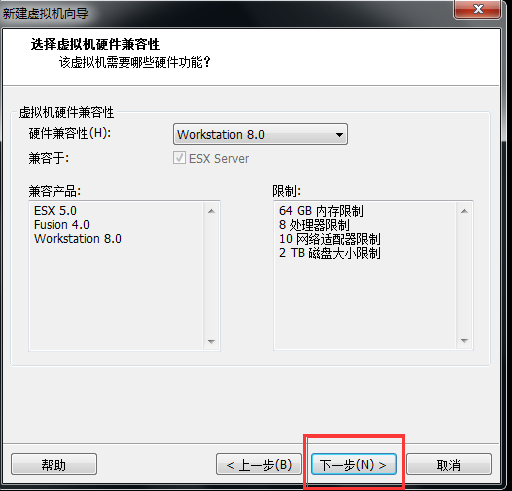 新建虚拟机向导
选择虚拟机硬件兼容性
该虚拟机需要哪些硬件功能？
虚拟机硬件兼容性
硬件兼容性(H):
Workstation 8.0
兼容于:
ESX Server
兼容产品:
ESX 5.0
Fusion 4.0
Workstation 8.0
限制:
64 GB 内存限制
8 处理器限制
10 网络适配器限制
2 TB 磁盘大小限制
帮助
< 上一步(B)
下一步(N) >
取消